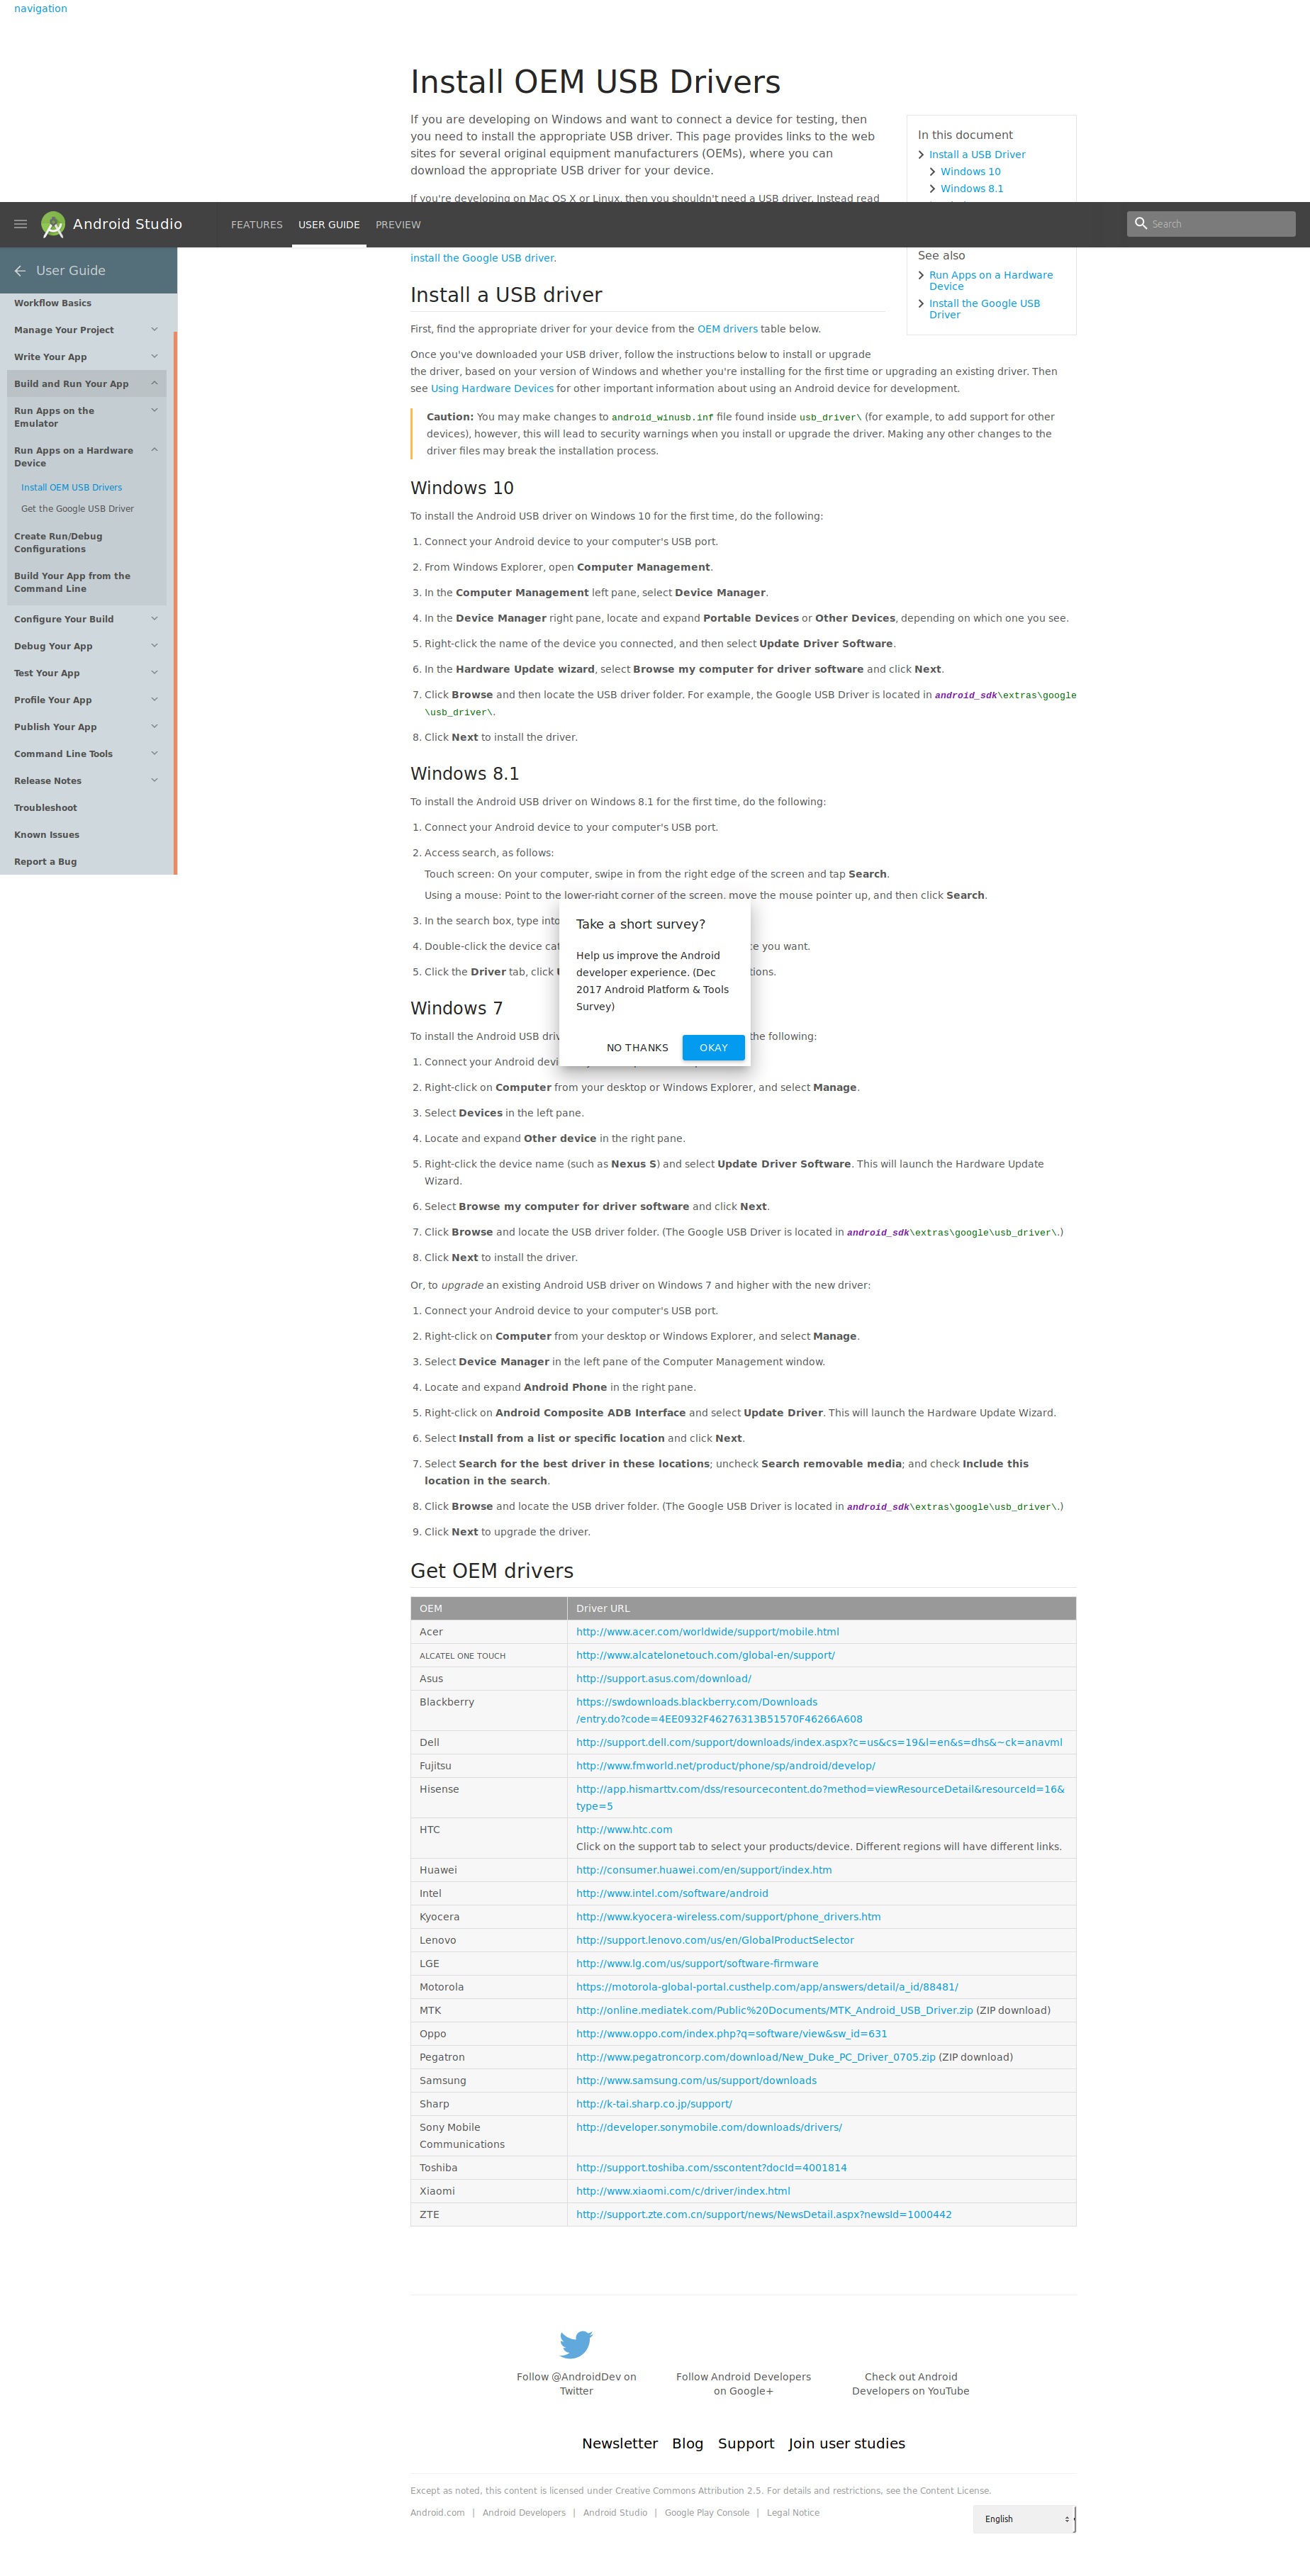 navigation
Install OEM USB Drivers
If you are developing on Windows and want to connect a device for testing, then
you need to install the appropriate USB driver. This page provides links to the web
sites for several original equipment manufacturers (OEMs), where you can
download the appropriate USB driver for your device.
If you're developing on Mac OS X or Linux, then you shouldn't need a USB driver. Instead read
In this document
Install a USB Driver
Windows 10
Windows 8.1
Android Studio
FEATURES
USER GUIDE
PREVIEW
Search
User Guide
Workflow Basics
Manage Your Project
Write Your App
Build and Run Your App
Run Apps on the
Emulator
Run Apps on a Hardware
Device
Install OEM USB Drivers
Get the Google USB Driver
Create Run/Debug
Configurations
Build Your App from the
Command Line
Configure Your Build
Debug Your App
Test Your App
Profile Your App
Publish Your App
Command Line Tools
Release Notes
Troubleshoot
Known Issues
Report a Bug
install the Google USB driver.
See also
Run Apps on a Hardware
Device
Install the Google USB
Driver
Install a USB driver
First, find the appropriate driver for your device from the OEM drivers table below.
Once you've downloaded your USB driver, follow the instructions below to install or upgrade
the driver, based on your version of Windows and whether you're installing for the first time or upgrading an existing driver. Then
see Using Hardware Devices for other important information about using an Android device for development.
Caution: You may make changes to android_winusb.inf file found inside usb_driver\ (for example, to add support for other
devices), however, this will lead to security warnings when you install or upgrade the driver. Making any other changes to the
driver files may break the installation process.
Windows 10
To install the Android USB driver on Windows 10 for the first time, do the following:
1. Connect your Android device to your computer's USB port.
2. From Windows Explorer, open Computer Management.
3. In the Computer Management left pane, select Device Manager.
4. In the Device Manager right pane, locate and expand Portable Devices or Other Devices, depending on which one you see.
5. Right-click the name of the device you connected, and then select Update Driver Software.
6. In the Hardware Update wizard, select Browse my computer for driver software and click Next.
7. Click Browse and then locate the USB driver folder. For example, the Google USB Driver is located in android_sdk\extras\google
\usb_driver\.
8. Click Next to install the driver.
Windows 8.1
To install the Android USB driver on Windows 8.1 for the first time, do the following:
1. Connect your Android device to your computer's USB port.
2. Access search, as follows:
Touch screen: On your computer, swipe in from the right edge of the screen and tap Search.
Using a mouse: Point to the lower-right corner of the screen, move the mouse pointer up, and then click Search.
3. In the search box, type into
4. Double-click the device you want.
5. Click the Driver tab, click
Take a short survey?
Help us improve the Android
developer experience. (Dec
2017 Android Platform & Tools
Survey)
NO THANKS
OKAY
Windows 7
To install the Android USB the following:
1. Connect your Android
2. Right-click on Computer from your desktop or Windows Explorer, and select Manage.
3. Select Devices in the left pane.
4. Locate and expand Other device in the right pane.
5. Right-click the device name (such as Nexus S) and select Update Driver Software. This will launch the Hardware Update
Wizard.
6. Select Browse my computer for driver software and click Next.
7. Click Browse and locate the USB driver folder. (The Google USB Driver is located in android_sdk\extras\google\usb_driver\.)
8. Click Next to install the driver.
Or, to upgrade an existing Android USB driver on Windows 7 and higher with the new driver:
1. Connect your Android device to your computer's USB port.
2. Right-click on Computer from your desktop or Windows Explorer, and select Manage.
3. Select Device Manager in the left pane of the Computer Management window.
4. Locate and expand Android Phone in the right pane.
5. Right-click on Android Composite ADB Interface and select Update Driver. This will launch the Hardware Update Wizard.
6. Select Install from a list or specific location and click Next.
7. Select Search for the best driver in these locations; uncheck Search removable media; and check Include this
location in the search.
8. Click Browse and locate the USB driver folder. (The Google USB Driver is located in android_sdk\extras\google\usb_driver\.)
9. Click Next to upgrade the driver.
Get OEM drivers
OEM Driver URL
Acer http://www.acer.com/worldwide/support/mobile.html
ALCATEL ONE TOUCH http://www.alcatelonetouch.com/global-en/support/
Asus http://support.asus.com/download/
Blackberry https://swdownloads.blackberry.com/Downloads
/entry.do?code=4EE0932F46276313B51570F46266A608
Dell http://support.dell.com/support/downloads/index.aspx?c=us&cs=19&l=en&s=dhs&~ck=anavml
Fujitsu http://www.fmworld.net/product/phone/sp/android/develop/
Hisense http://app.hismarttv.com/dss/resourcecontent.do?method=viewResourceDetail&resourceId=16&
type=5
HTC http://www.htc.com
Click on the support tab to select your products/device. Different regions will have different links.
Huawei http://consumer.huawei.com/en/support/index.htm
Intel http://www.intel.com/software/android
Kyocera http://www.kyocera-wireless.com/support/phone_drivers.htm
Lenovo http://support.lenovo.com/us/en/GlobalProductSelector
LGE http://www.lg.com/us/support/software-firmware
Motorola https://motorola-global-portal.custhelp.com/app/answers/detail/a_id/88481/
MTK http://online.mediatek.com/Public%20Documents/MTK_Android_USB_Driver.zip (ZIP download)
Oppo http://www.oppo.com/index.php?q=software/view&sw_id=631
Pegatron http://www.pegatroncorp.com/download/New_Duke_PC_Driver_0705.zip (ZIP download)
Samsung http://www.samsung.com/us/support/downloads
Sharp http://k-tai.sharp.co.jp/support/
Sony Mobile http://developer.sonymobile.com/downloads/drivers/
Communications
Toshiba http://support.toshiba.com/sscontent?docId=4001814
Xiaomi http://www.xiaomi.com/c/driver/index.html
ZTE http://support.zte.com.cn/support/news/NewsDetail.aspx?newsId=1000442
Follow @AndroidDev on
Twitter
Follow Android Developers
on Google+
Check out Android
Developers on YouTube
Newsletter Blog Support Join user studies
Except as noted, this content is licensed under Creative Commons Attribution 2.5. For details and restrictions, see the Content License.
Android.com | Android Developers | Android Studio | Google Play Console | Legal Notice
English